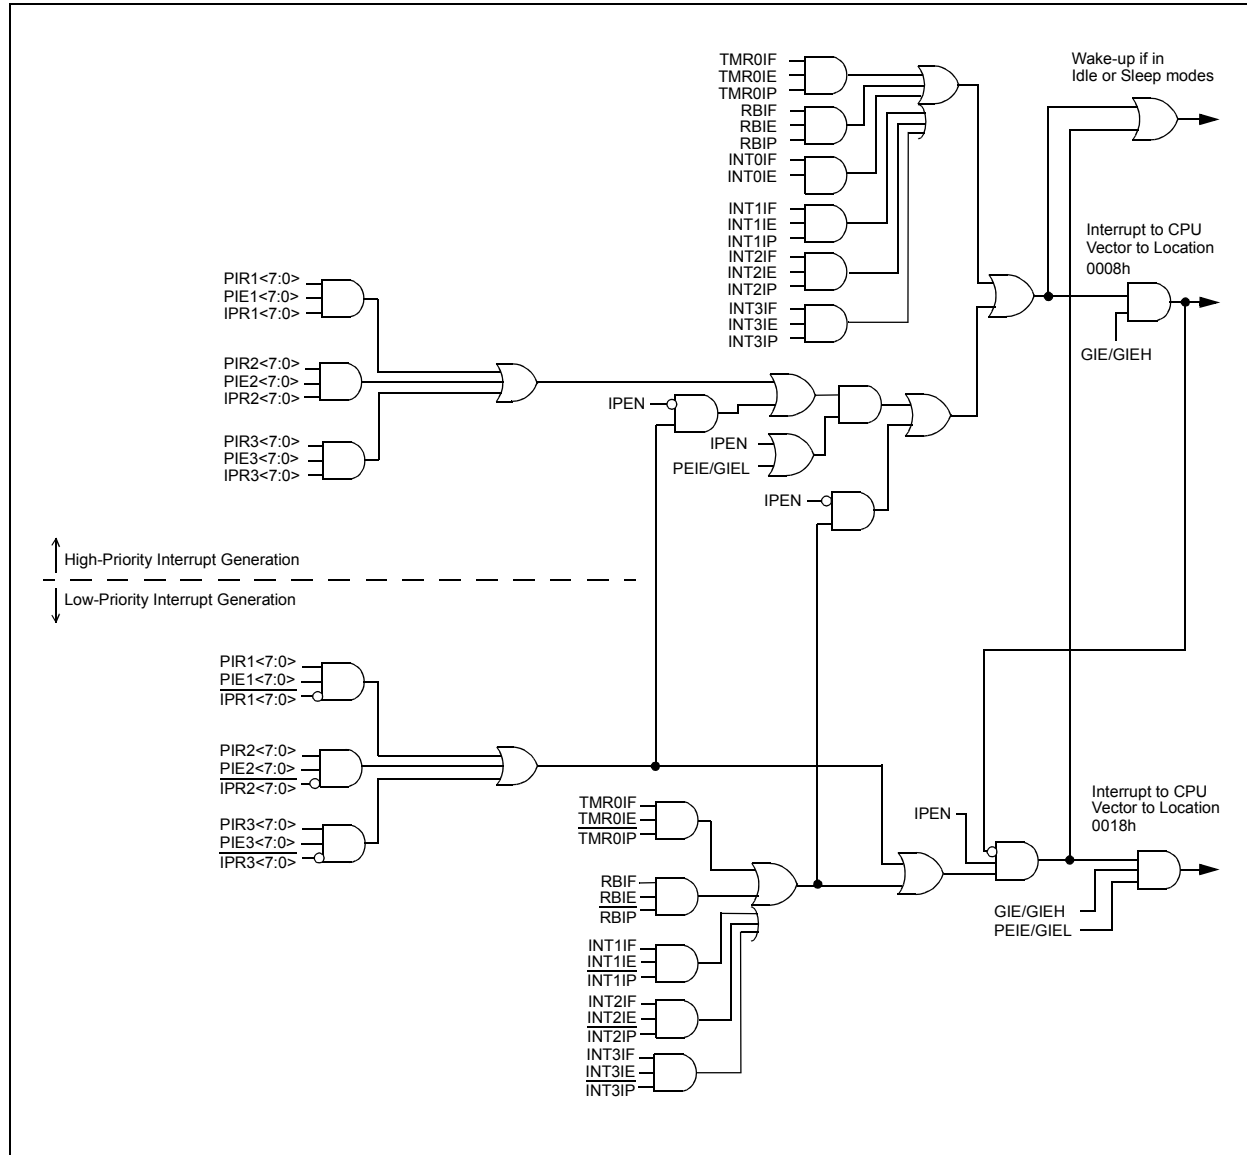 TMR0IF
TMR0IE
TMR0IP
RBIF
RBIE
RBIP
INT0IF
INT0IE
INT1IF
INT1IE
INT1IP
INT2IF
INT2IE
INT2IP
INT3IF
INT3IE
INT3IP
Wake-up if in
Idle or Sleep modes
Interrupt to CPU
Vector to Location
0008h
GIE/GIEH
PIR1<7:0>
PIE1<7:0>
IPR1<7:0>
PIR2<7:0>
PIE2<7:0>
IPR2<7:0>
PIR3<7:0>
PIE3<7:0>
IPR3<7:0>
IPEN
IPEN
PEIE/GIEL
IPEN
High-Priority Interrupt Generation
Low-Priority Interrupt Generation
PIR1<7:0>
PIE1<7:0>
IPR1<7:0>
PIR2<7:0>
PIE2<7:0>
IPR2<7:0>
PIR3<7:0>
PIE3<7:0>
IPR3<7:0>
TMR0IF
TMR0IE
TMR0IP
RBIF
RBIE
RBIP
INT1IF
INT1IE
INT1IP
INT2IF
INT2IE
INT2IP
INT3IF
INT3IE
INT3IP
IPEN
Interrupt to CPU
Vector to Location
0018h
GIE/GIEH
PEIE/GIEL